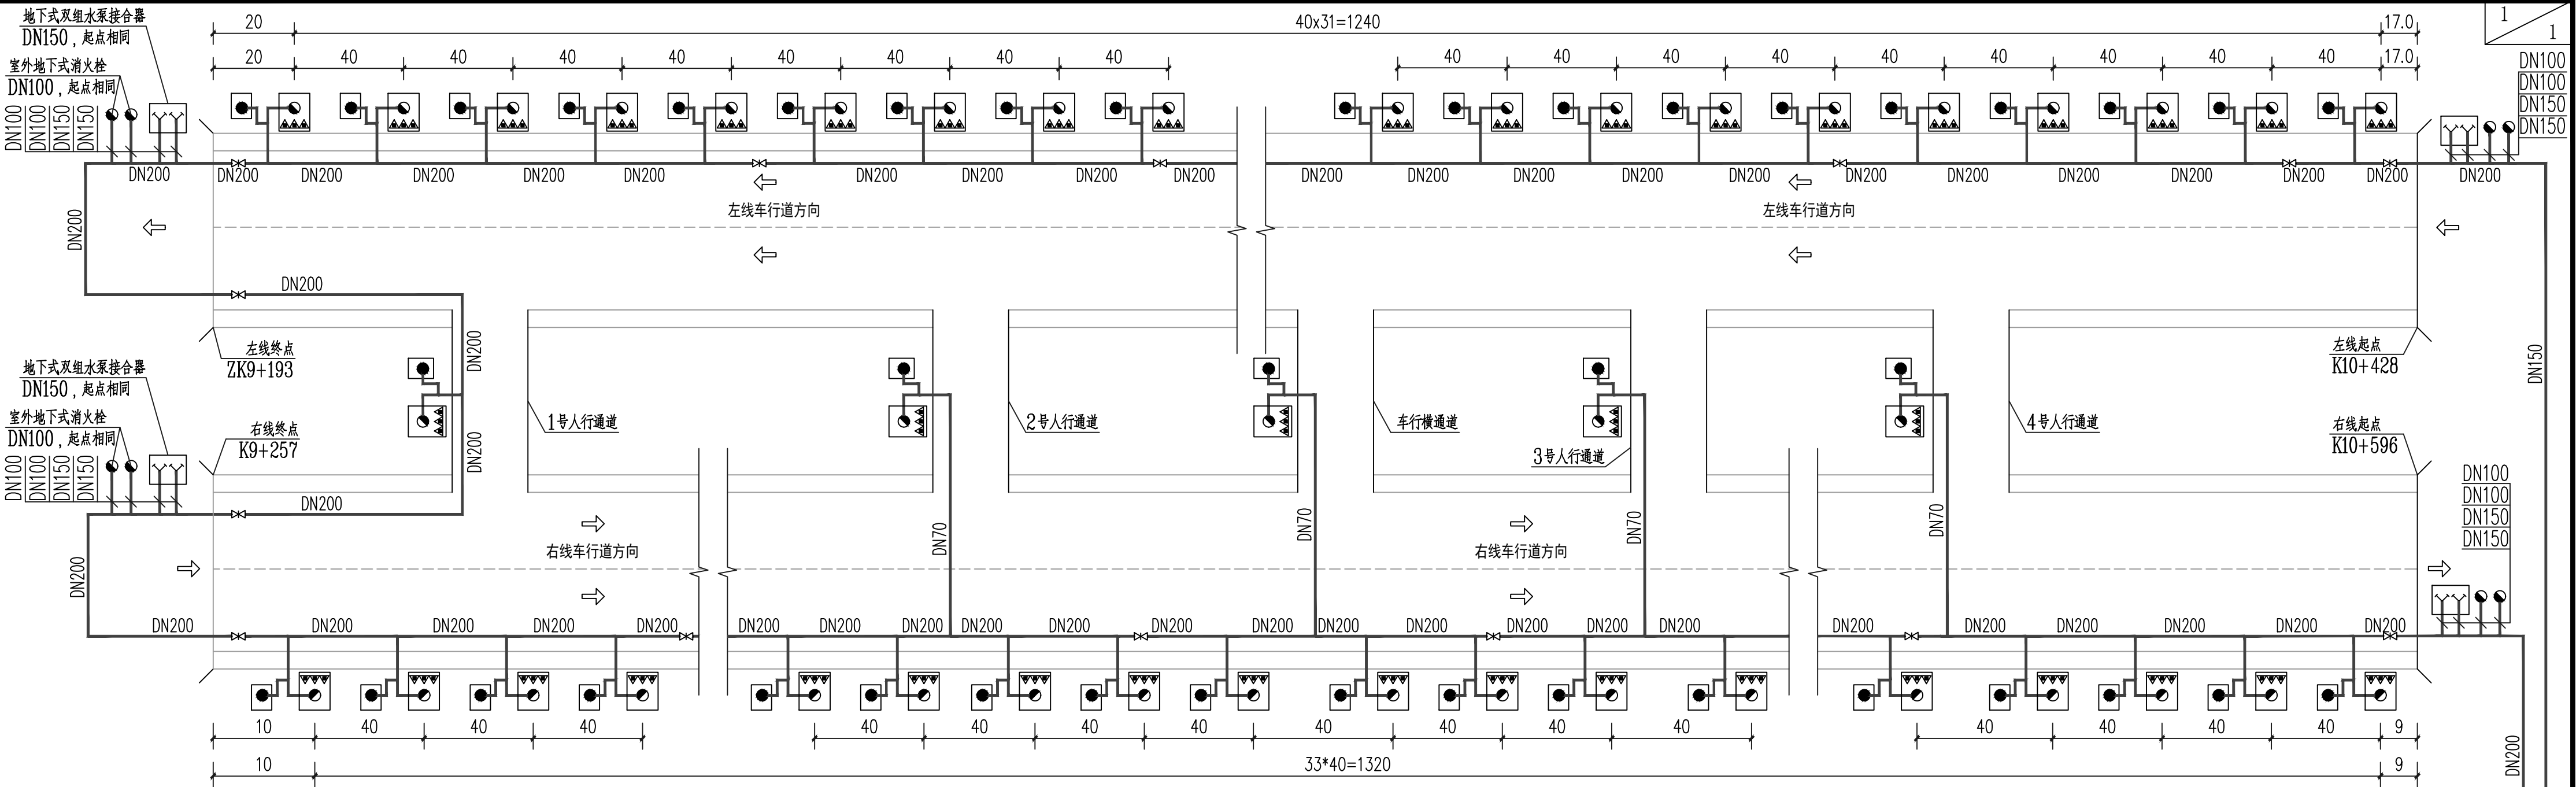 地下式双组水泵接合器
DN150，起点相同
20
40x31=1240
17.0
1
1
20 40 40 40 40 40 40 40 40
40 40 40 40 40 40 40 40 40 17.0
室外地下式消火栓
DN100，起点相同
DN100
DN100
DN150
DN150
DN100
DN100
DN150
DN150
DN200 DN200 DN200 DN200 DN200 DN200 DN200 DN200 DN200 DN200
DN200 DN200 DN200 DN200 DN200 DN200 DN200 DN200 DN200 DN200 DN200 DN200
左线车行道方向
左线车行道方向
DN200
DN200
DN200
左线终点
ZK9+193
左线起点
K10+428
DN150
地下式双组水泵接合器
DN150，起点相同
室外地下式消火栓
DN100，起点相同
DN100
DN100
DN150
DN150
右线终点
K9+257
1号人行通道
2号人行通道
车行横通道
3号人行通道
4号人行通道
右线起点
K10+596
DN200
DN200
DN100
DN100
DN150
DN150
DN70
DN70
DN70
DN70
右线车行道方向
右线车行道方向
DN200
DN200 DN200 DN200 DN200 DN200
DN200 DN200 DN200 DN200 DN200 DN200 DN200 DN200 DN200 DN200 DN200
DN200 DN200 DN200 DN200 DN200 DN200
10 40 40 40
40 40 40 40 40 40 40 40
40 40 40 40 9
10
33*40=1320
9
DN200